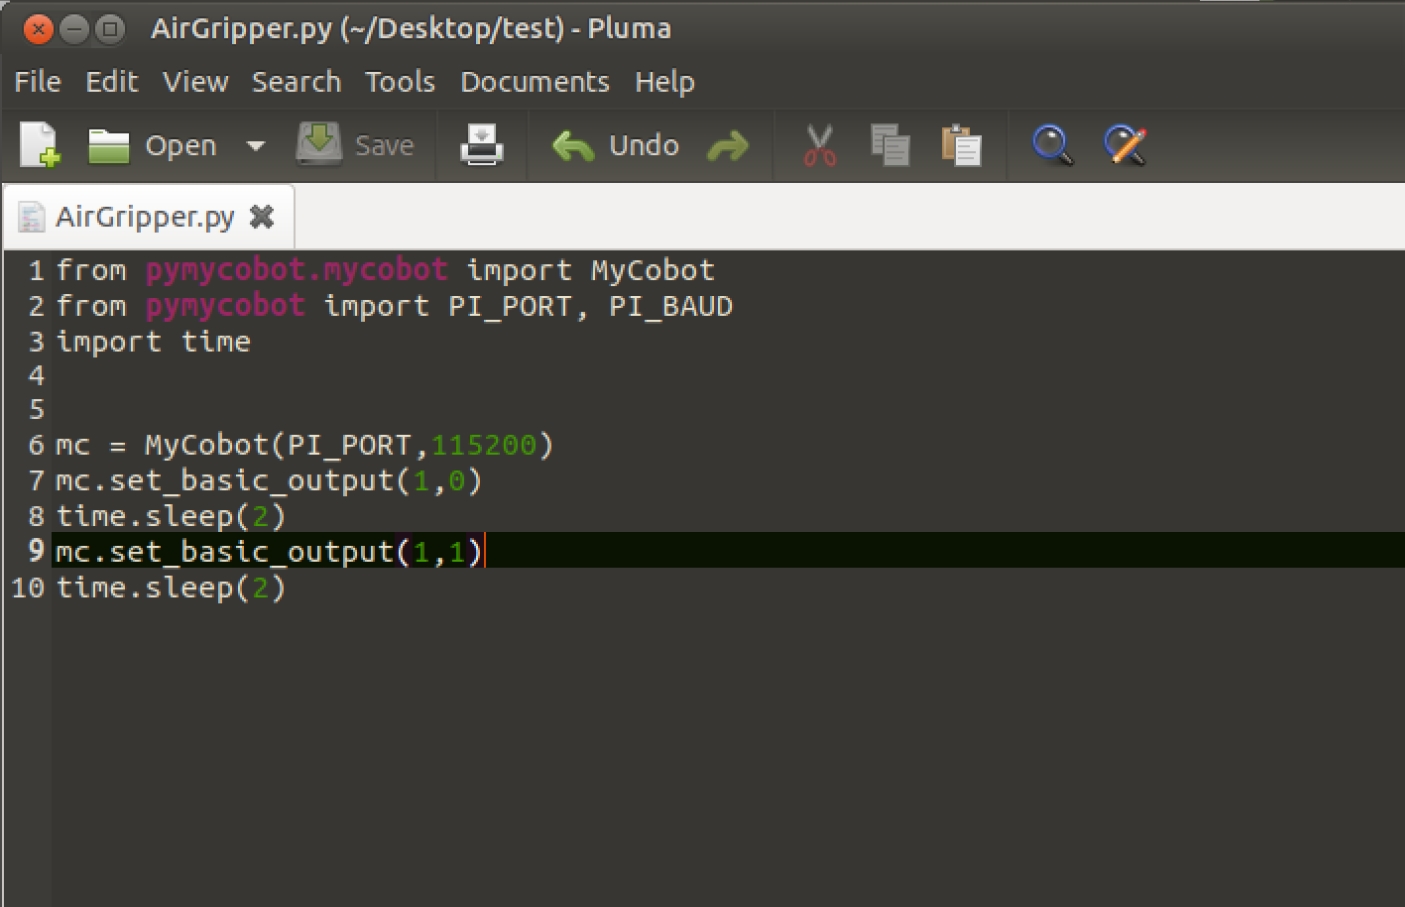 AirGripper.py (~/Desktop/test) - Pluma
File Edit View Search Tools Documents Help
Open Save Undo
AirGripper.py
1 from pymycobot.mycobot import MyCobot
2 from pymycobot import PI_PORT, PI_BAUD
3 import time
4
5
6 mc = MyCobot(PI_PORT,115200)
7 mc.set_basic_output(1,0)
8 time.sleep(2)
9 mc.set_basic_output(1,1)
10 time.sleep(2)